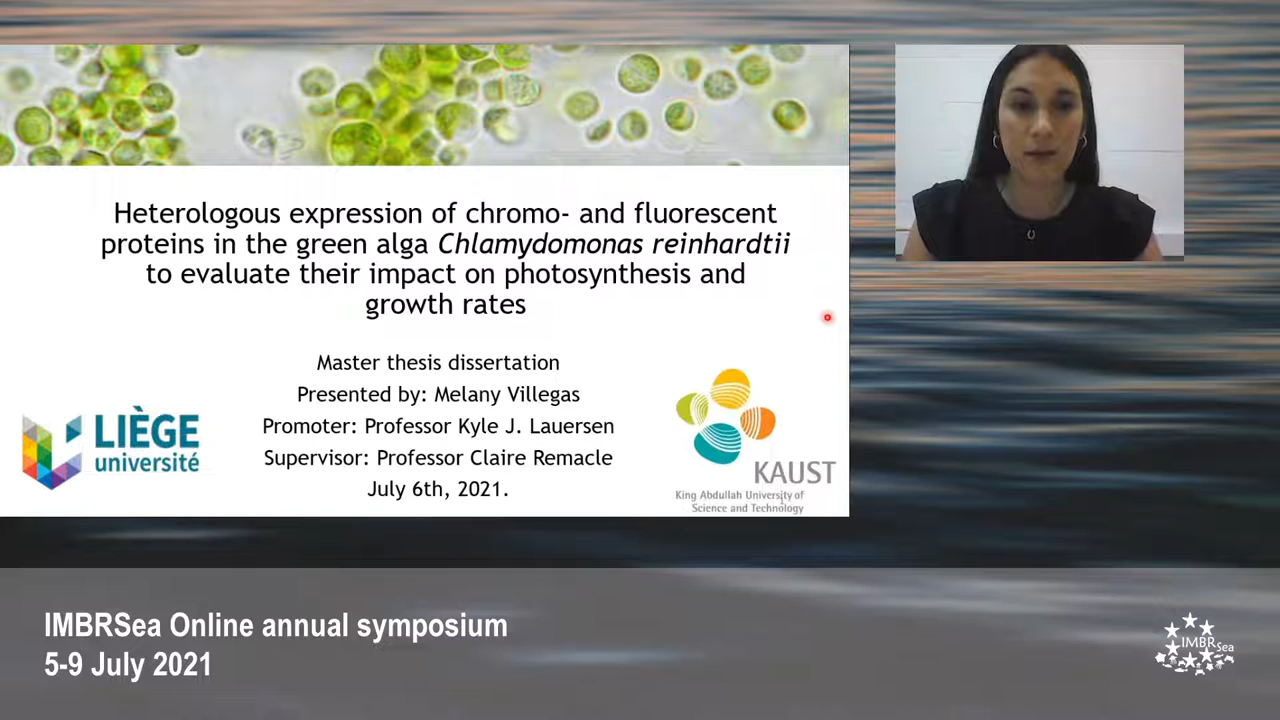 Heterologous expression of chromo- and fluorescent
proteins in the green alga Chlamydomonas reinhardtii
to evaluate their impact on photosynthesis and
growth rates
Master thesis dissertation
Presented by: Melany Villegas
Promoter: Professor Kyle J. Lauersen
Supervisor: Professor Claire Remacle
July 6th, 2021.
LIÈGE
université
KAUST
King Abdullah University of
Science and Technology
IMBRSea Online annual symposium
5-9 July 2021
IMBRSea